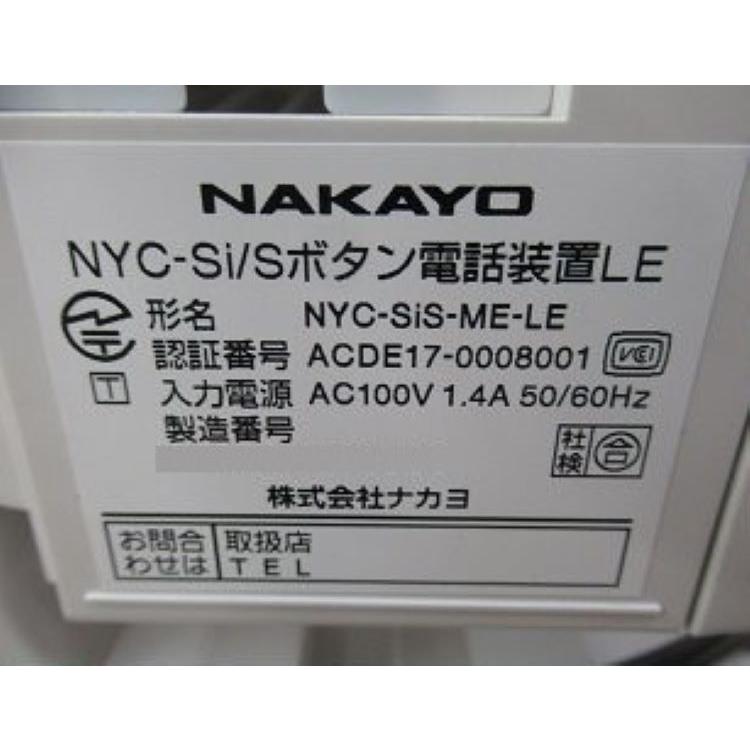 NAKAYO
NYC-Si/Sボタン電話装置LE
形名 NYC-SiS-ME-LE
認証番号 ACDE17-0008001 VCCI
T 入力電源 AC100V 1.4A 50/60Hz
製造番号
社検 合
株式会社ナカヨ
お問合わせは 取扱店
TEL